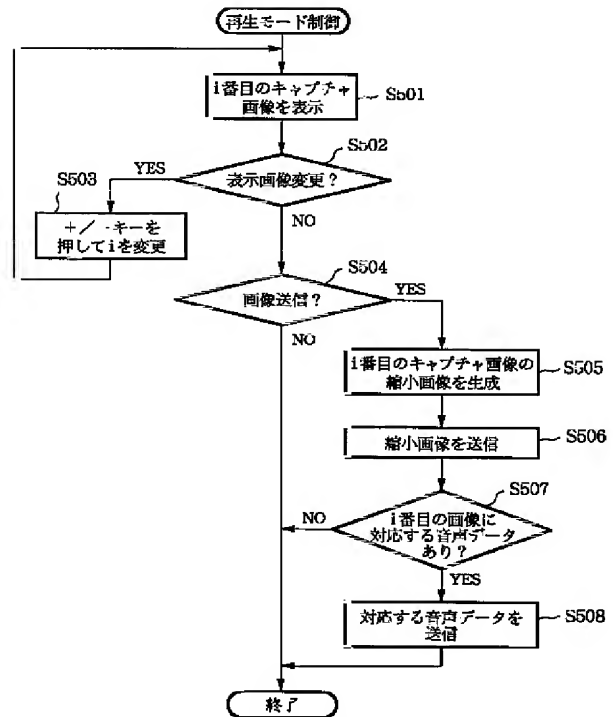 再生モード制御
i番目のキャプチャ
画像を表示
S501
S502
表示画像変更？
YES
NO
S503
＋／-キーを
押してiを変更
S504
画像送信？
YES
NO
i番目のキャプチャ画像の
縮小画像を生成
S505
縮小画像を送信
S506
S507
i番目の画像に
対応する音声データ
あり？
NO
YES
対応する音声データを
送信
S508
終了